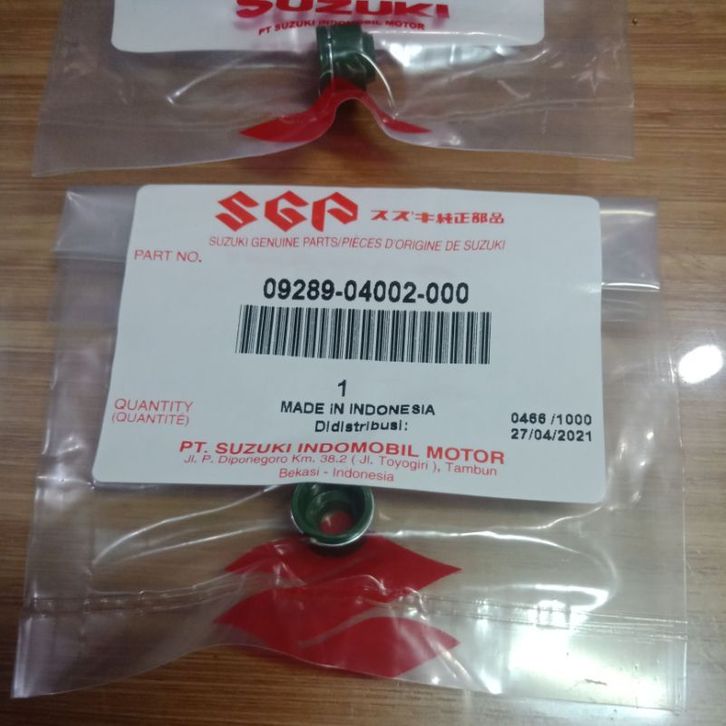 SUZUKI
PT SUZUKI INDOMOBIL MOTOR
SGP スズキ純正部品
SUZUKI GENUINE PARTS/PIÈCES D'ORIGINE DE SUZUKI
PART NO.
09289-04002-000
1
QUANTITY
(QUANTITÉ)
MADE iN INDONESIA
Didistribusi:
0466 /1000
27/04/2021
PT. SUZUKI INDOMOBIL MOTOR
Jl. P. Diponegoro Km. 38.2 ( Jl. Toyogiri ), Tambun
Bekasi - Indonesia